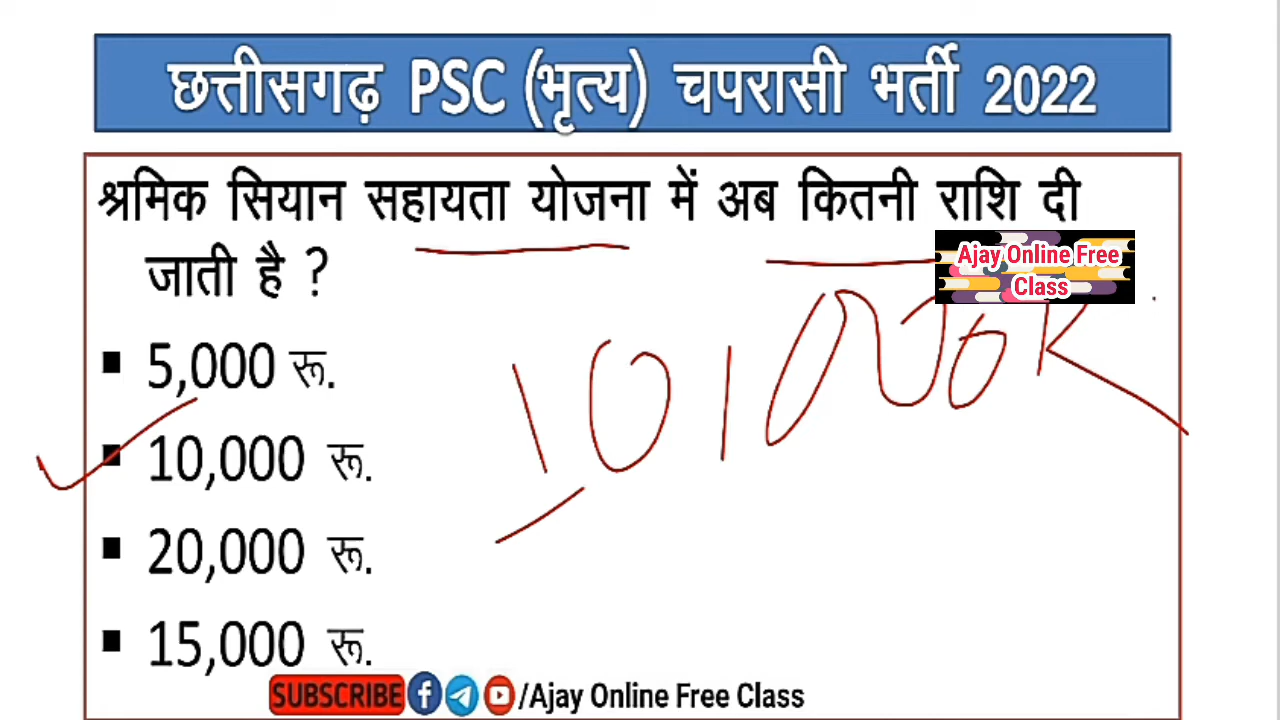 छत्तीसगढ़ PSC (भृत्य) चपरासी भर्ती 2022
श्रमिक सियान सहायता योजना में अब कितनी राशि दी
जाती है ?
Ajay Online Free
Class
▪ 5,000 रू.
▪ 10,000 रू.
▪ 20,000 रू.
▪ 15,000 रू.
SUBSCRIBE /Ajay Online Free Class